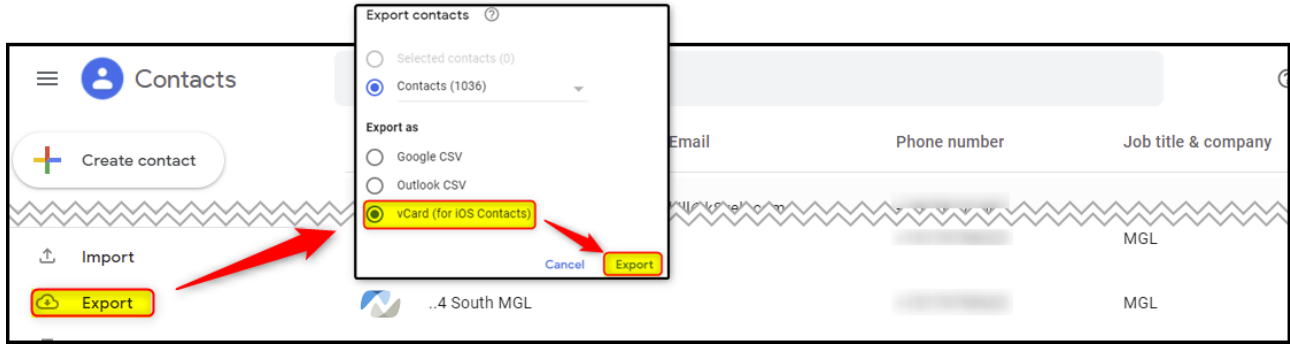 Export contacts
Selected contacts (0)
Contacts (1036)
Export as
Google CSV
Outlook CSV
vCard (for iOS Contacts)
Cancel Export
Contacts
Create contact
Email Phone number Job title & company
Import
MGL
Export
..4 South MGL MGL